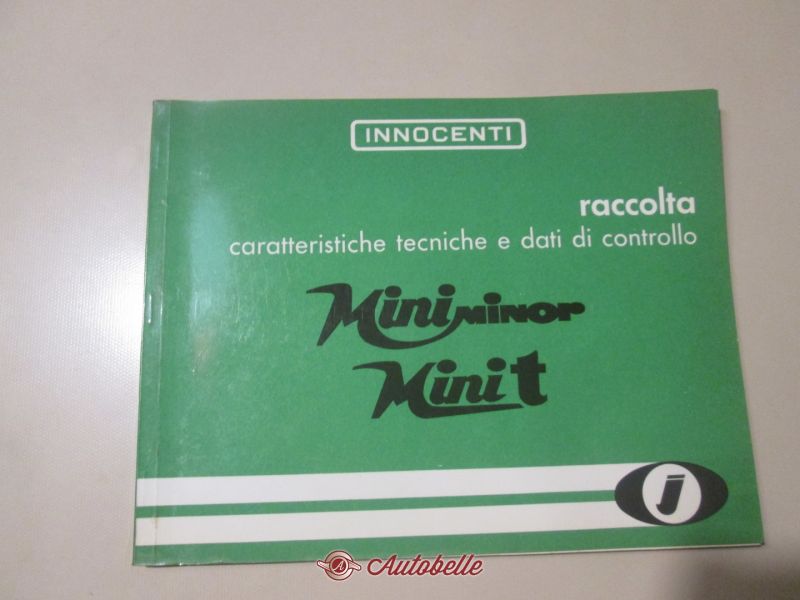 INNOCENTI
raccolta
caratteristiche tecniche e dati di controllo
Mini MINOR
Mini t
j
Autobelle